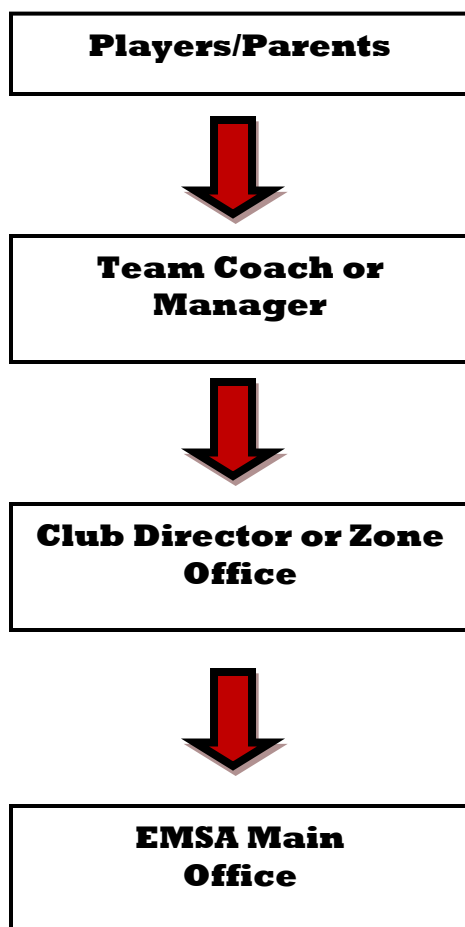 Players/Parents
Team Coach or
Manager
Club Director or Zone
Office
EMSA Main
Office